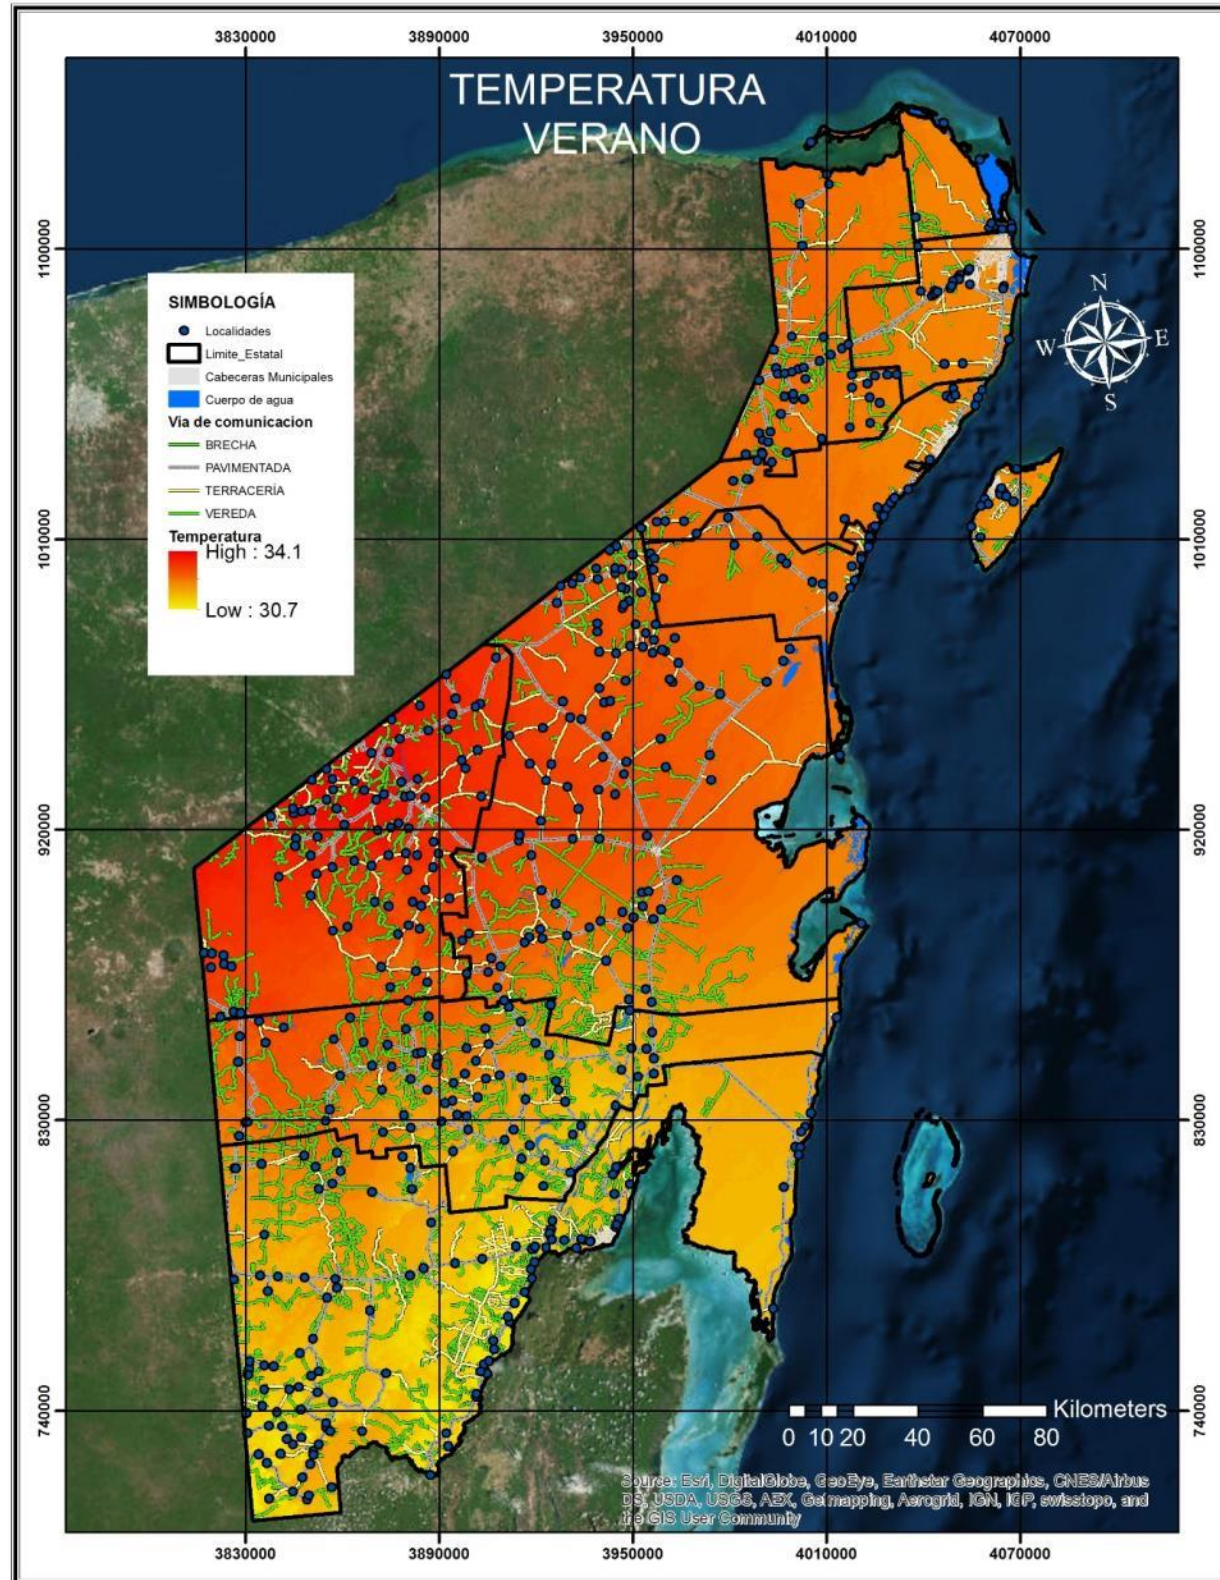 3830000 3890000 3950000 4010000 4070000
TEMPERATURA
VERANO
1100000 1100000
SIMBOLOGÍA
Localidades
Limite_Estatal
Cabeceras Municipales
Cuerpo de agua
Via de comunicacion
BRECHA
PAVIMENTADA
TERRACERÍA
VEREDA
Temperatura
High : 34.1
Low : 30.7
N
W E
S
1010000 1010000
920000 920000
830000 830000
740000 740000
Kilometers
0 10 20 40 60 80
Source: Esri, DigitalGlobe, GeoEye, Earthstar Geographics, CNES/Airbus
DS, USDA, USGS, AEX, Getmapping, Aerogrid, IGN, IGP, swisstopo, and
the GIS User Community
3830000 3890000 3950000 4010000 4070000